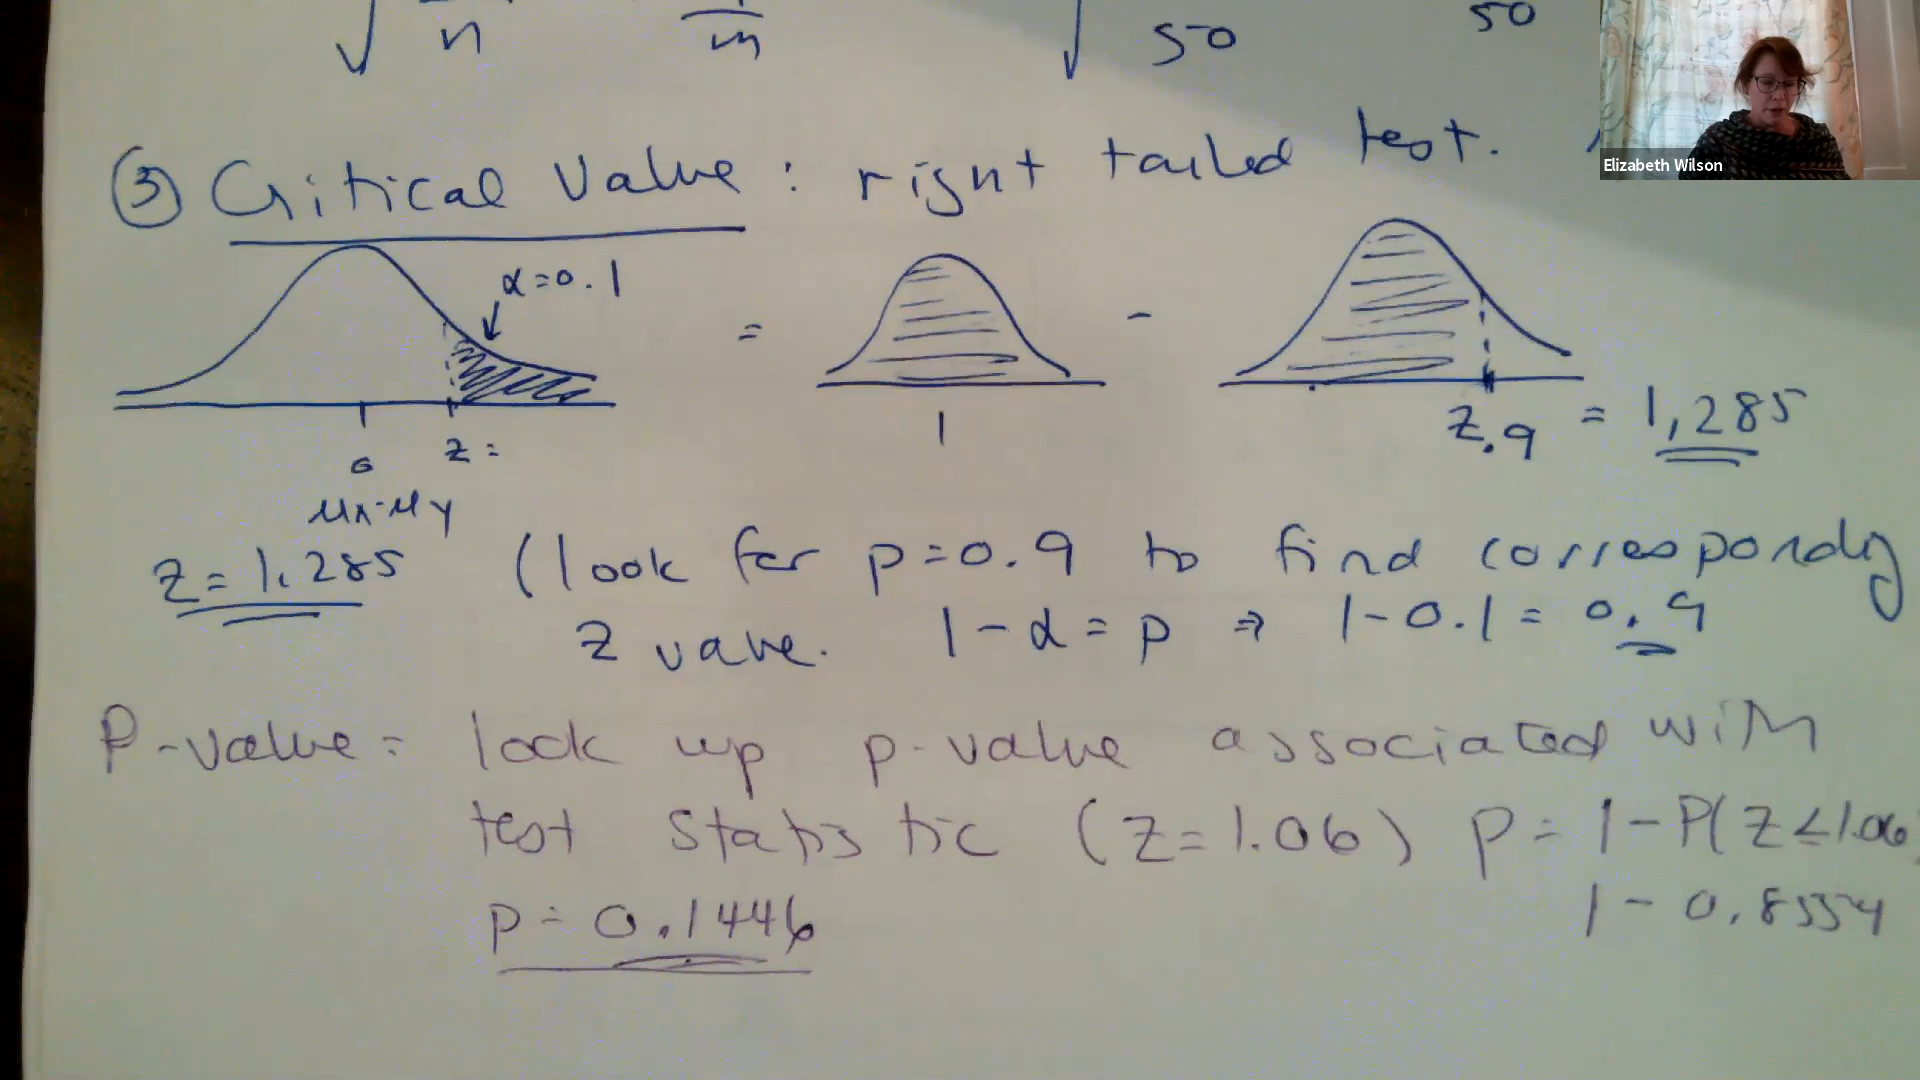 n m 50 50
③ Critical Value: right tailed test.
Elizabeth Wilson
α=0.1
= -
0 z= 1 z.9 = 1,285
μx-μy
z=1.285 (look for p=0.9 to find corresponding
z value. 1-α=p ⇒ 1-0.1=0.9
P-value= look up p-value associated with
test statistic (z=1.06) p= 1-P(Z≤1.06)
p=0.1446 1-0.8554